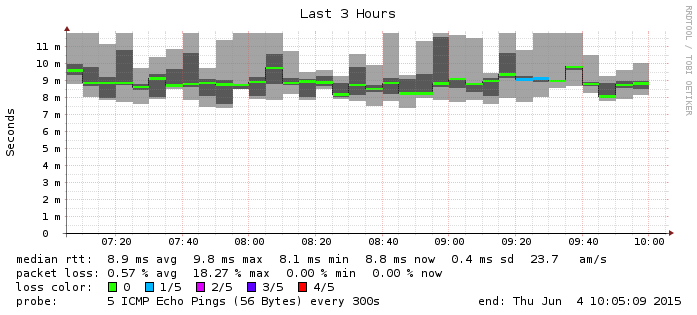 Last 3 Hours
RRDTOOL / TOBI OETIKER
Seconds
11 m
10 m
9 m
8 m
7 m
6 m
5 m
4 m
3 m
2 m
1 m
0
07:20 07:40 08:00 08:20 08:40 09:00 09:20 09:40 10:00
median rtt: 8.9 ms avg 9.8 ms max 8.1 ms min 8.8 ms now 0.4 ms sd 23.7 am/s
packet loss: 0.57 % avg 18.27 % max 0.00 % min 0.00 % now
loss color: 0 1/5 2/5 3/5 4/5
probe: 5 ICMP Echo Pings (56 Bytes) every 300s end: Thu Jun 4 10:05:09 2015